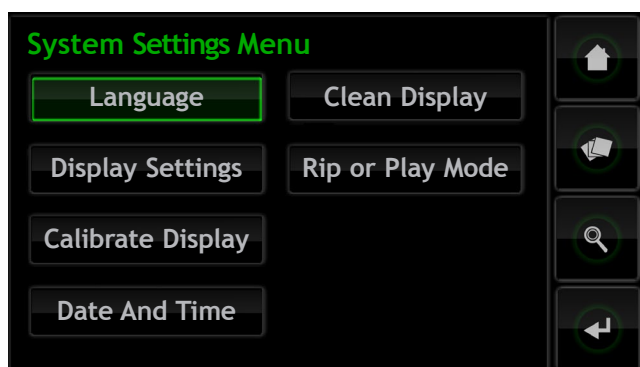 System Settings Menu
Language
Clean Display
Display Settings
Rip or Play Mode
Calibrate Display
Date And Time